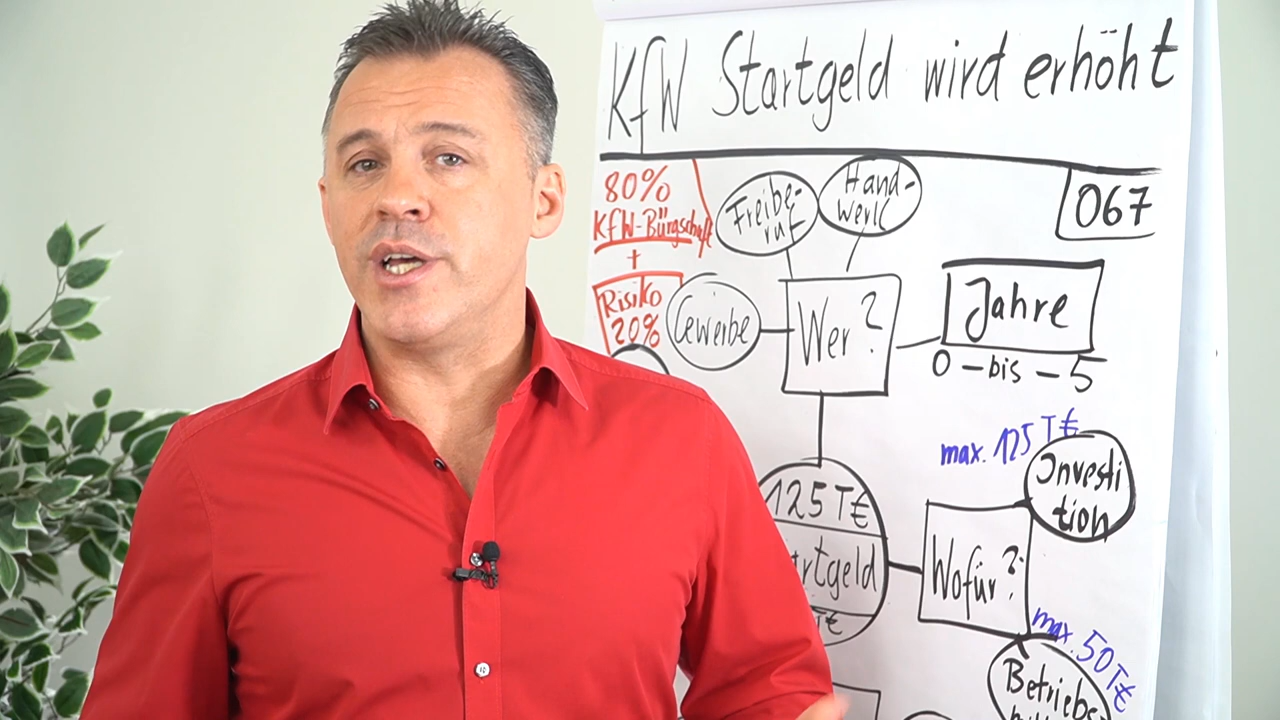 KfW Startgeld wird erhöht
067
80%
KfW-Bürgschaft
+
Risiko
20%
Freibe-
ruf
Hand-
werk
Gewerbe
Wer?
Jahre
0 - bis - 5
125 T€
rtgeld
T€
Wofür?
max. 125 T€
Investi
tion
max. 50 T€
Betriebs